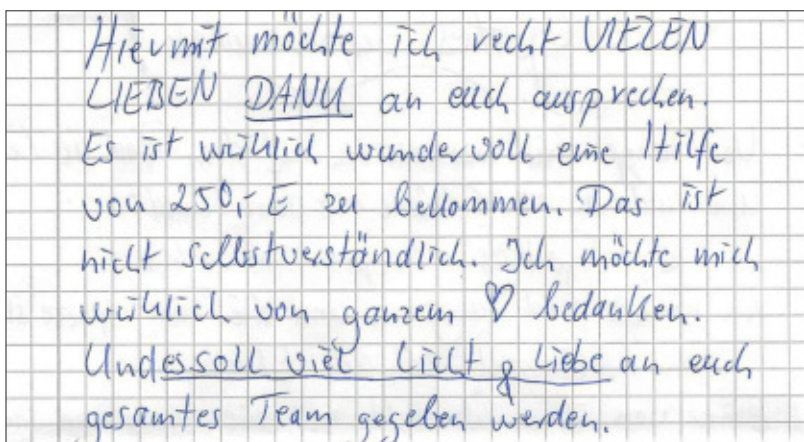 Hiermit möchte ich recht VIELEN
LIEBEN DANK an euch aussprechen.
Es ist wirklich wundervoll eine Hilfe
von 250,- E zu bekommen. Das ist
nicht selbstverständlich. Ich möchte mich
wirklich von ganzem ♡ bedanken.
Und es soll viel Licht & Liebe an euch
gesamtes Team gegeben werden.